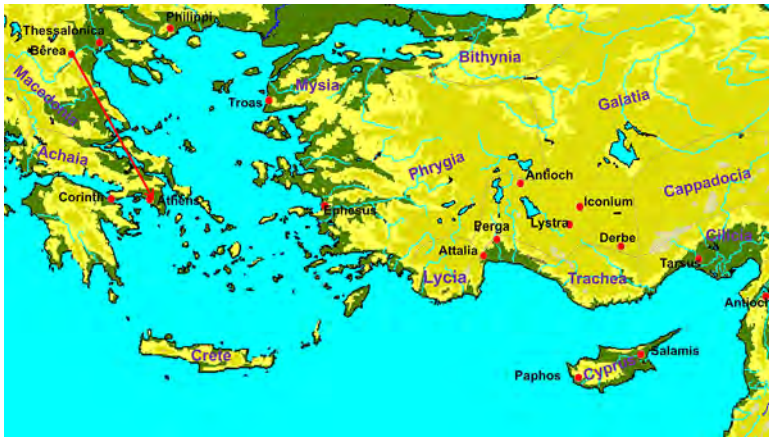 Philippi
Thessalonica
Berea
Bithynia
Mysia
Macedonia
Troas
Galatia
Achaia
Phrygia
Antioch
Cappadocia
Corinth
Athens
Ephesus
Iconium
Lystra
Perga
Cilicia
Derbe
Attalia
Tarsus
Lycia
Trachea
Antioch
Crete
Salamis
Cyprus
Paphos